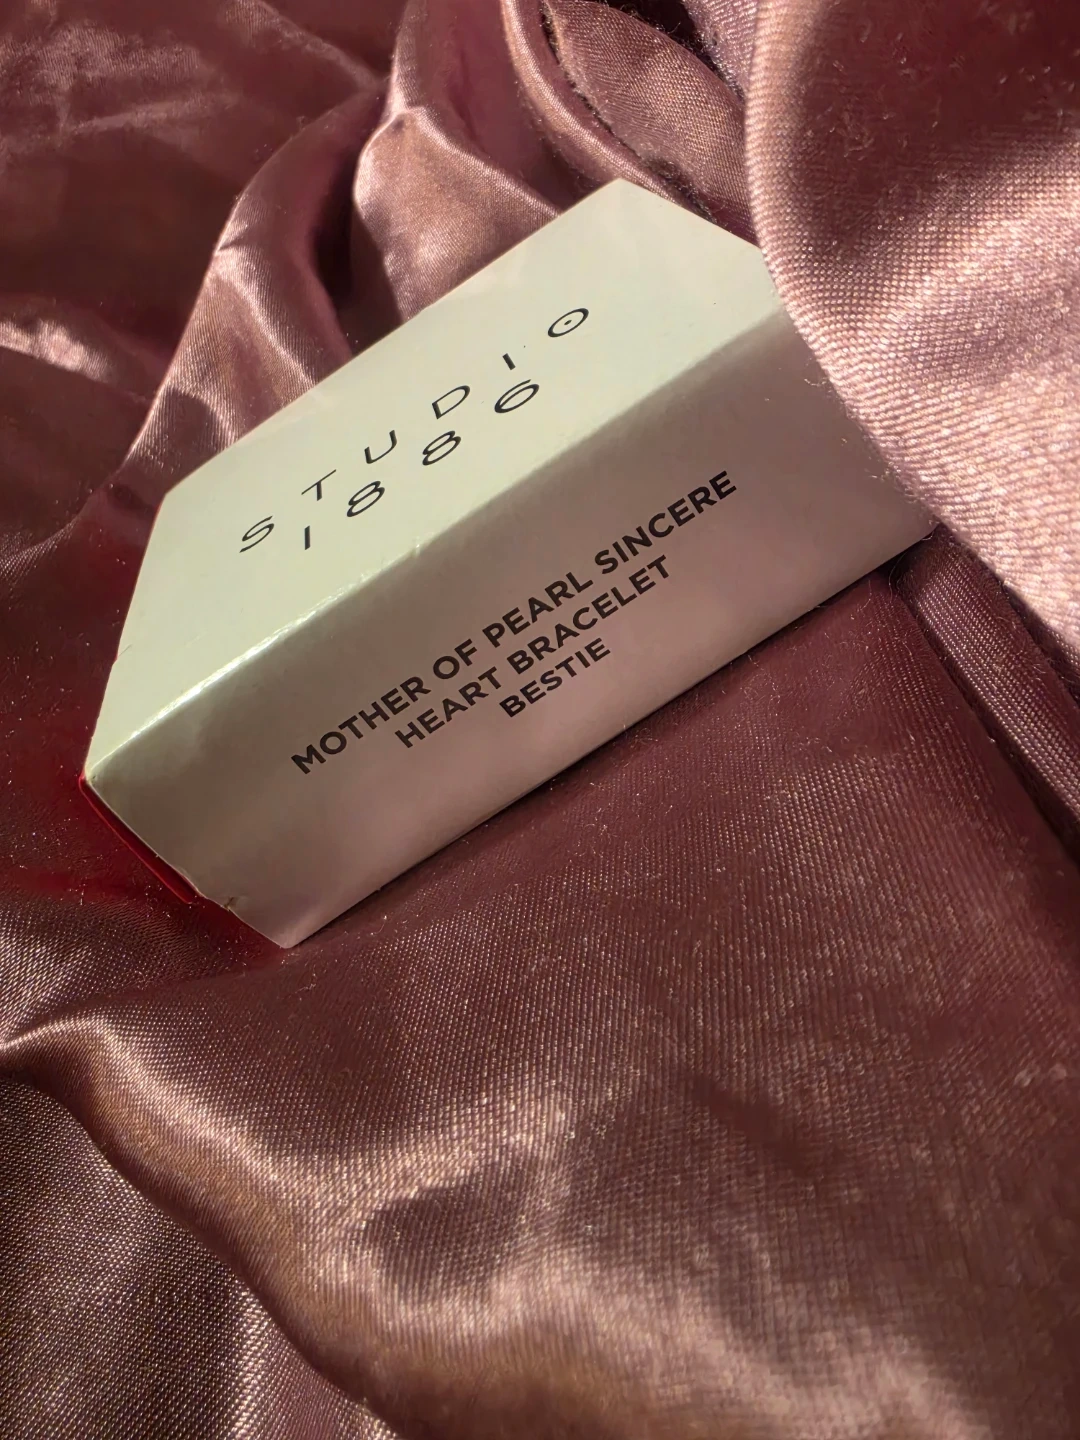 STUDIO
1886
MOTHER OF PEARL SINCERE
HEART BRACELET
BESTIE